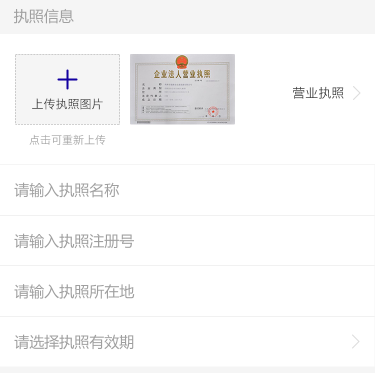 执照信息
上传执照图片
企业法人营业执照
营业执照
点击可重新上传
请输入执照名称
请输入执照注册号
请输入执照所在地
请选择执照有效期